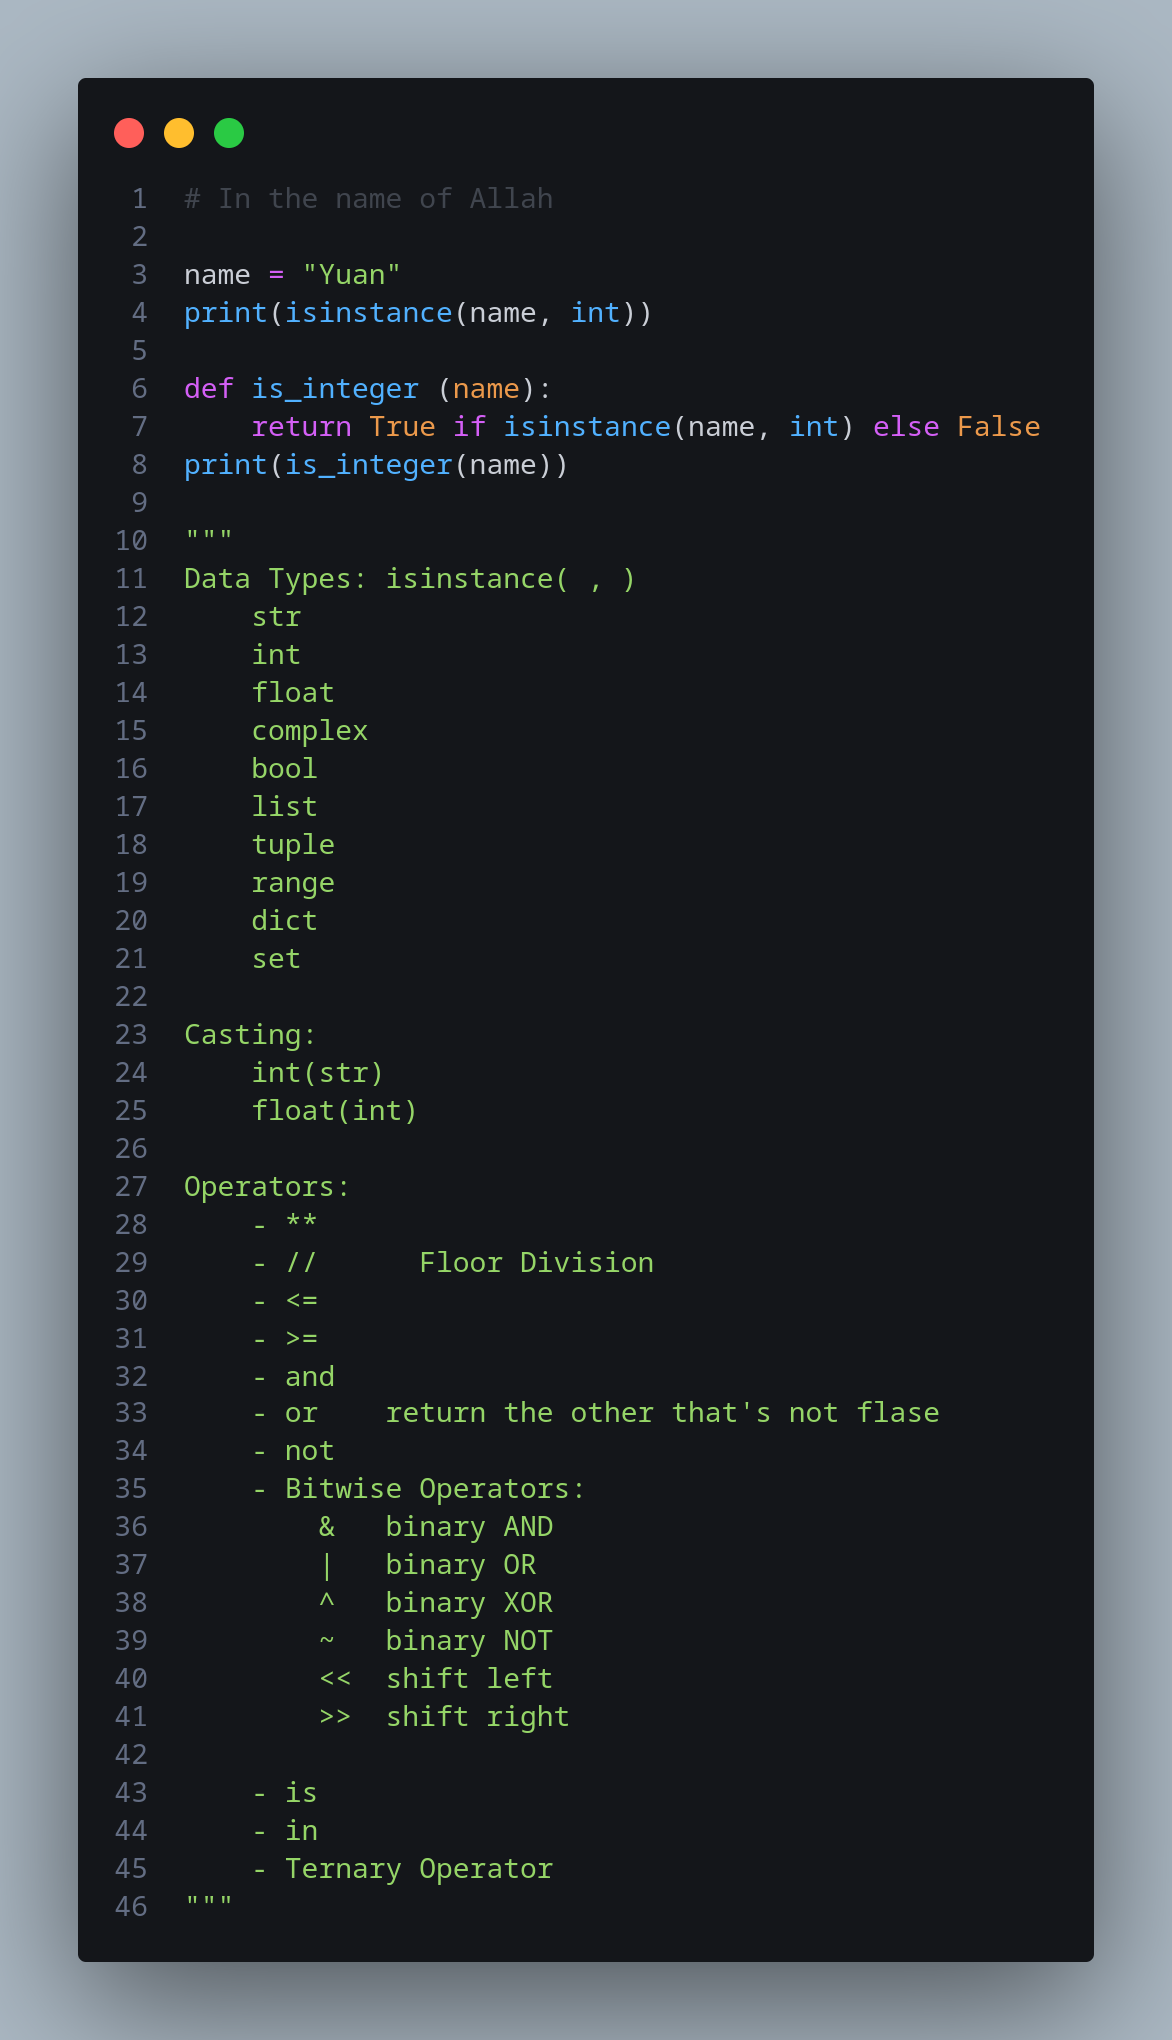 1 # In the name of Allah
2
3 name = "Yuan"
4 print(isinstance(name, int))
5
6 def is_integer (name):
7     return True if isinstance(name, int) else False
8 print(is_integer(name))
9
10 """
11 Data Types: isinstance( , )
12     str
13     int
14     float
15     complex
16     bool
17     list
18     tuple
19     range
20     dict
21     set
22
23 Casting:
24     int(str)
25     float(int)
26
27 Operators:
28     - **
29     - //      Floor Division
30     - <=
31     - >=
32     - and
33     - or    return the other that's not flase
34     - not
35     - Bitwise Operators:
36         &   binary AND
37         |   binary OR
38         ^   binary XOR
39         ~   binary NOT
40         <<  shift left
41         >>  shift right
42
43     - is
44     - in
45     - Ternary Operator
46 """